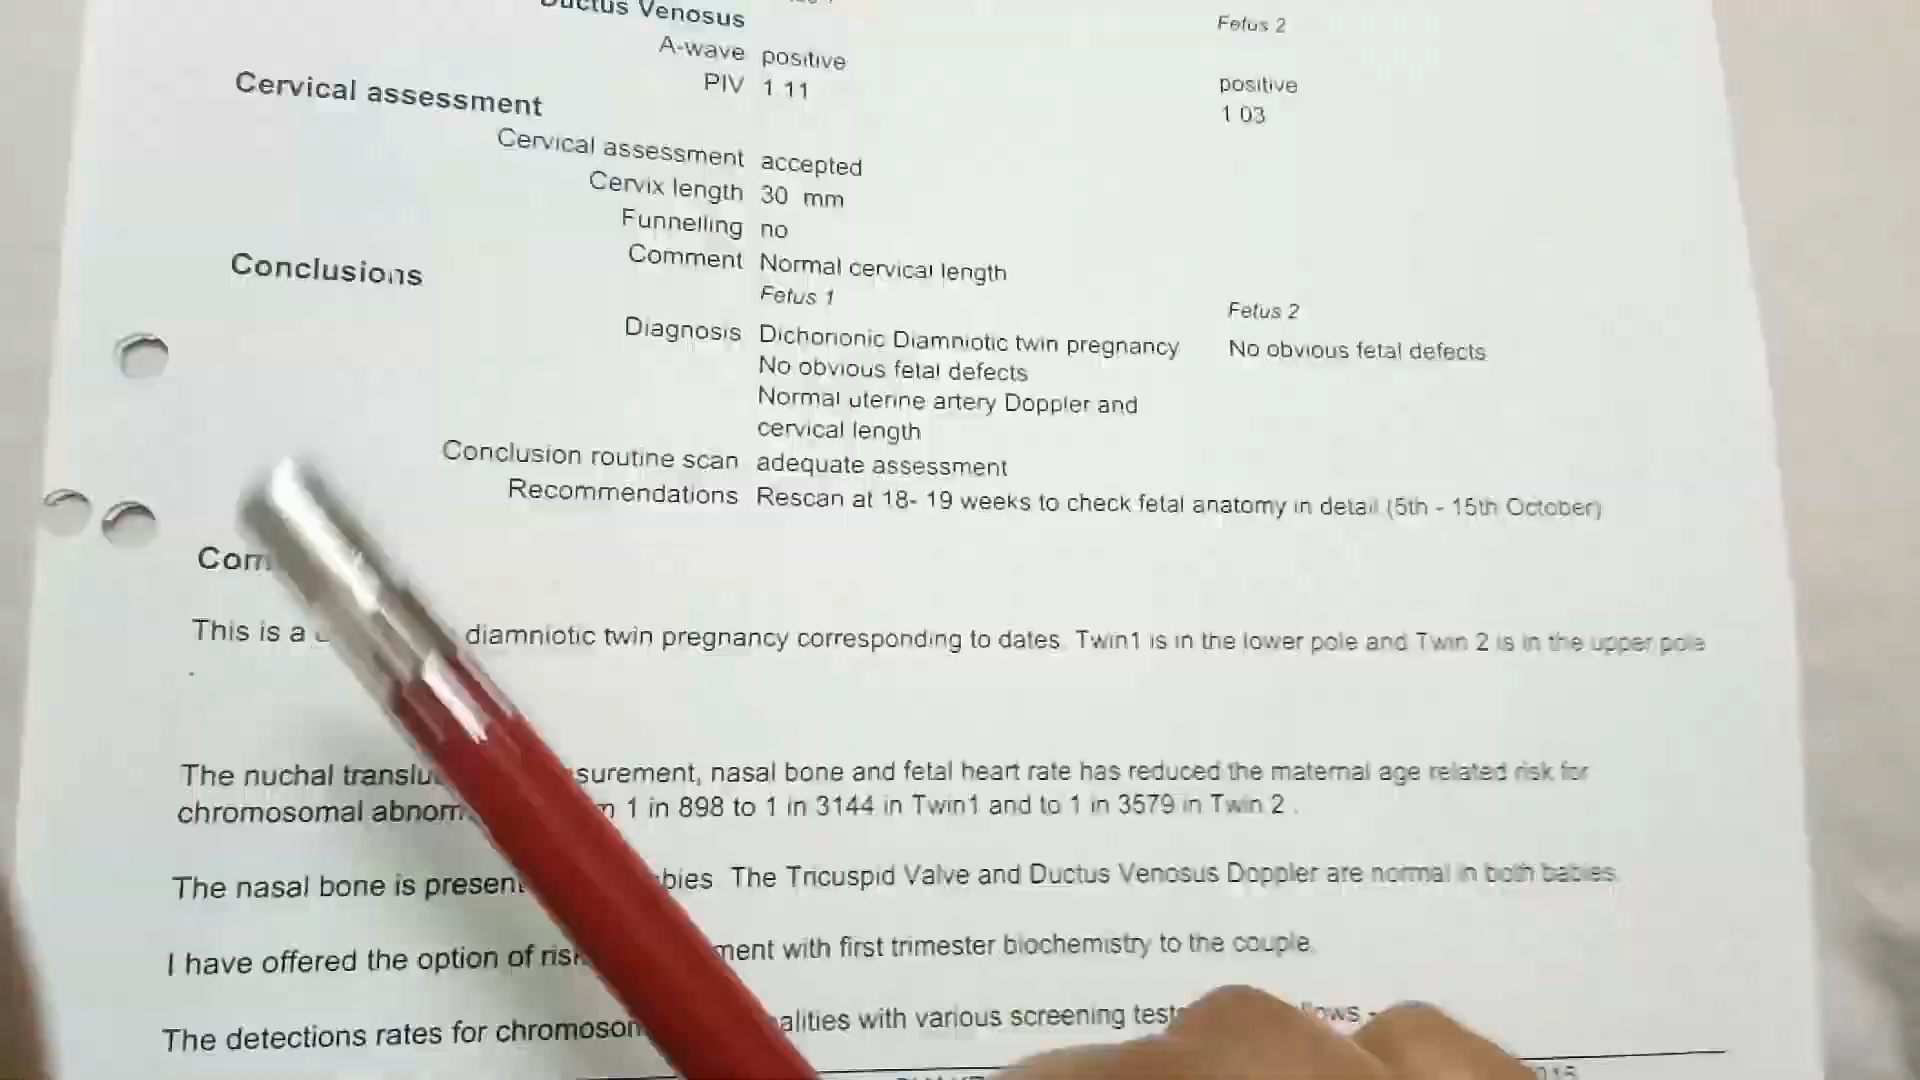 Ductus Venosus
Fetus 2
A-wave positive positive
PIV 1.11 1 03
Cervical assessment
Cervical assessment accepted
Cervix length 30 mm
Funnelling no
Comment Normal cervical length
Conclusions
Fetus 1 Fetus 2
Diagnosis Dichorionic Diamniotic twin pregnancy No obvious fetal defects
No obvious fetal defects
Normal uterine artery Doppler and
cervical length
Conclusion routine scan adequate assessment
Recommendations Rescan at 18- 19 weeks to check fetal anatomy in detail (5th - 15th October)
This is a diamniotic twin pregnancy corresponding to dates. Twin1 is in the lower pole and Twin 2 is in the upper pole
.
The nuchal surement, nasal bone and fetal heart rate has reduced the maternal age related risk for
chromosomal 1 in 898 to 1 in 3144 in Twin1 and to 1 in 3579 in Twin 2 .
The nasal bone is present bies. The Tricuspid Valve and Ductus Venosus Doppler are normal in both babies.
I have offered the option of ment with first trimester biochemistry to the couple.
The detections rates for alities with various screening